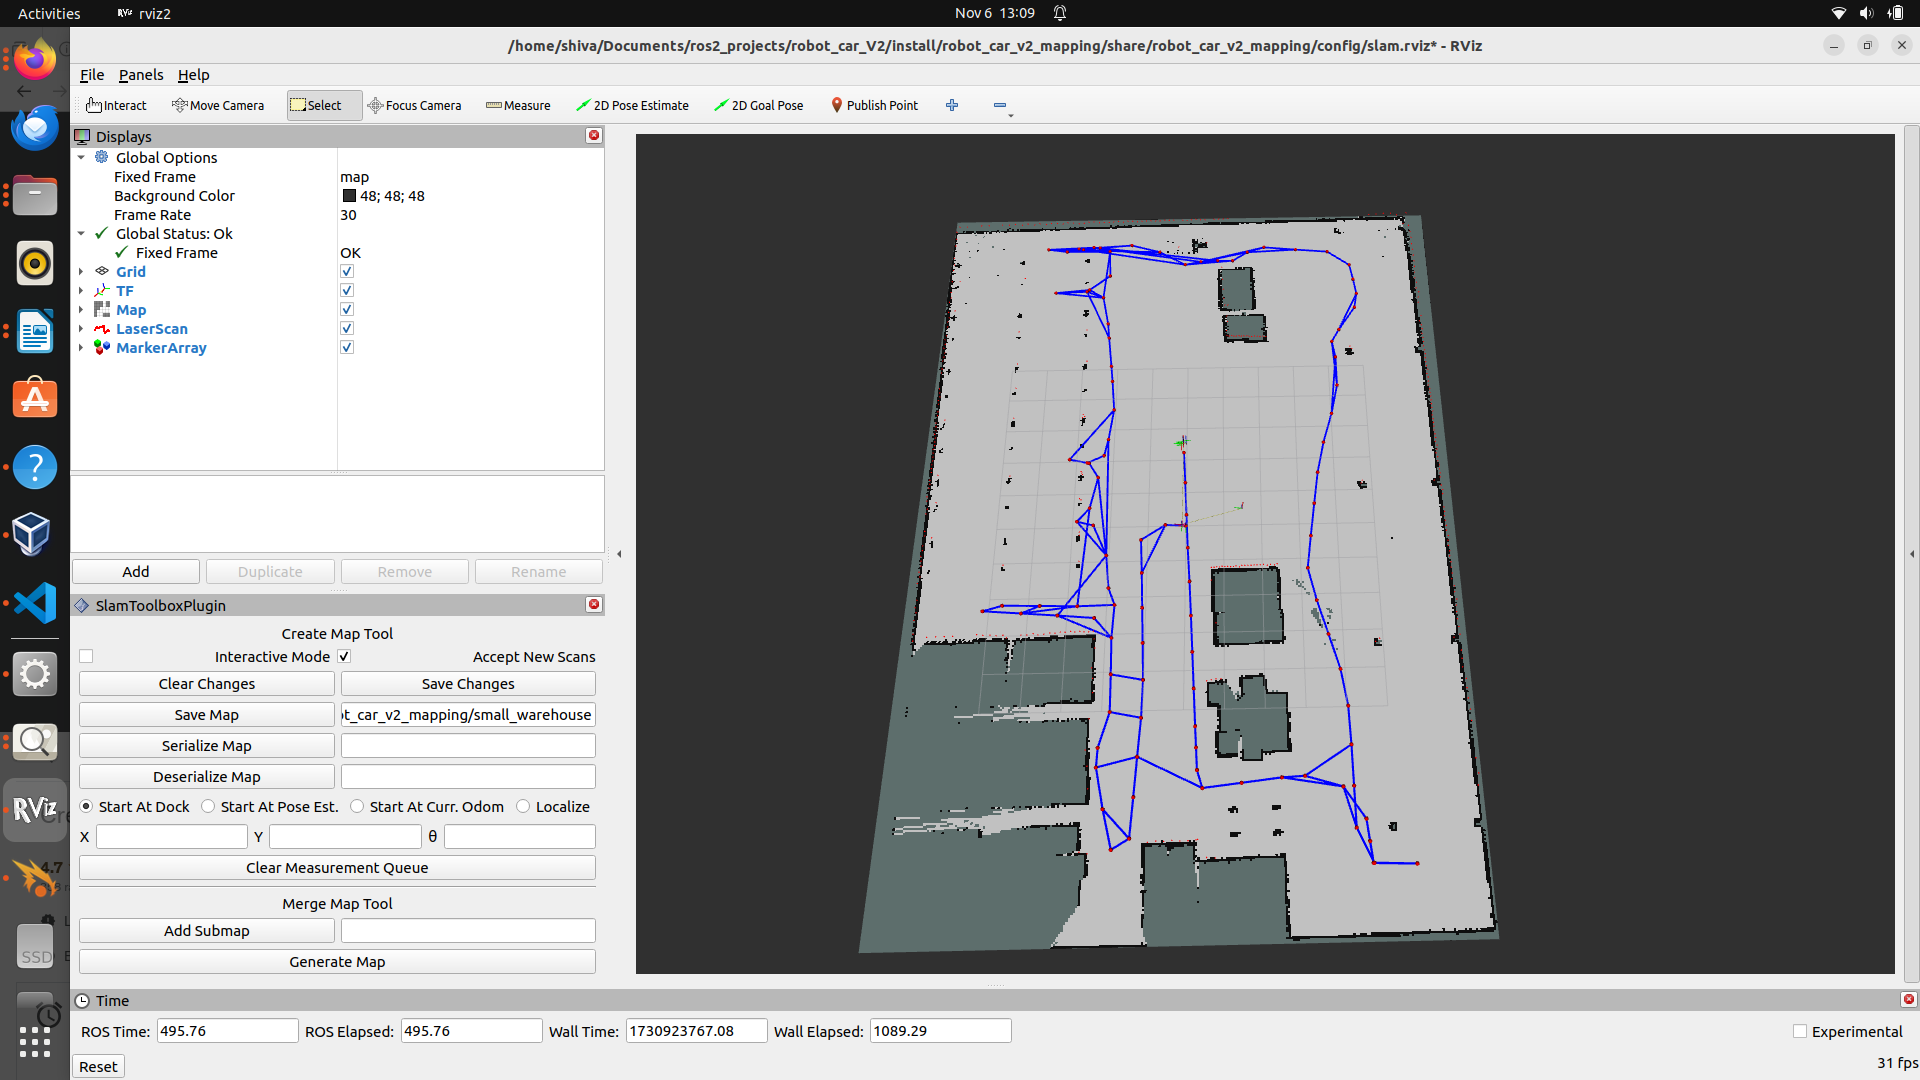 Activities rviz2 Nov 6 13:09
/home/shiva/Documents/ros2_projects/robot_car_V2/install/robot_car_v2_mapping/share/robot_car_v2_mapping/config/slam.rviz* - RViz
File Panels Help
Interact Move Camera Select Focus Camera Measure 2D Pose Estimate 2D Goal Pose Publish Point
Displays
Global Options
Fixed Frame map
Background Color 48; 48; 48
Frame Rate 30
Global Status: Ok
Fixed Frame OK
Grid
TF
Map
LaserScan
MarkerArray
Add Duplicate Remove Rename
SlamToolboxPlugin
Create Map Tool
Interactive Mode Accept New Scans
Clear Changes Save Changes
Save Map t_car_v2_mapping/small_warehouse
Serialize Map
Deserialize Map
Start At Dock Start At Pose Est. Start At Curr. Odom Localize
X Y θ
Clear Measurement Queue
Merge Map Tool
Add Submap
Generate Map
Time
ROS Time: 495.76 ROS Elapsed: 495.76 Wall Time: 1730923767.08 Wall Elapsed: 1089.29 Experimental
Reset 31 fps
RViz
4.7
SSD